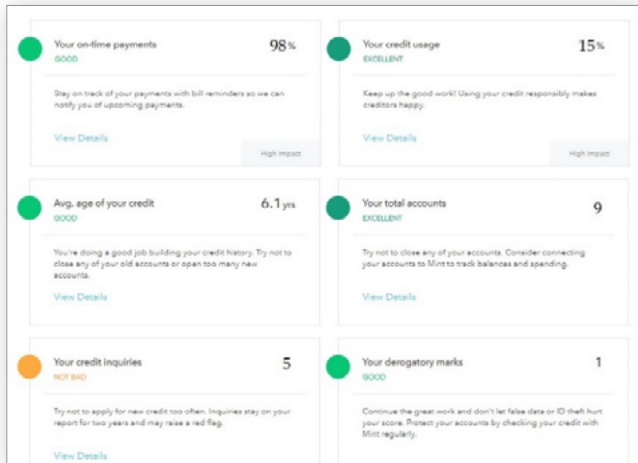 Your on-time payments 98%
GOOD
Stay on track of your payments with bill reminders so we can
notify you of upcoming payments.
View Details
High Impact
Your credit usage 15%
EXCELLENT
Keep up the good work! Using your credit responsibly makes
creditors happy.
View Details
High Impact
Avg. age of your credit 6.1 yrs
GOOD
You're doing a good job building your credit history. Try not to
close any of your old accounts or open too many new
accounts.
View Details
Your total accounts 9
EXCELLENT
Try not to close any of your accounts. Consider connecting
your accounts to Mint to track balances and spending.
View Details
Your credit inquiries 5
NOT BAD
Try not to apply for new credit too often. Inquiries stay on your
report for two years and may raise a red flag.
View Details
Your derogatory marks 1
GOOD
Continue the great work and don't let false data or ID theft hurt
your score. Protect your accounts by checking your credit with
Mint regularly.